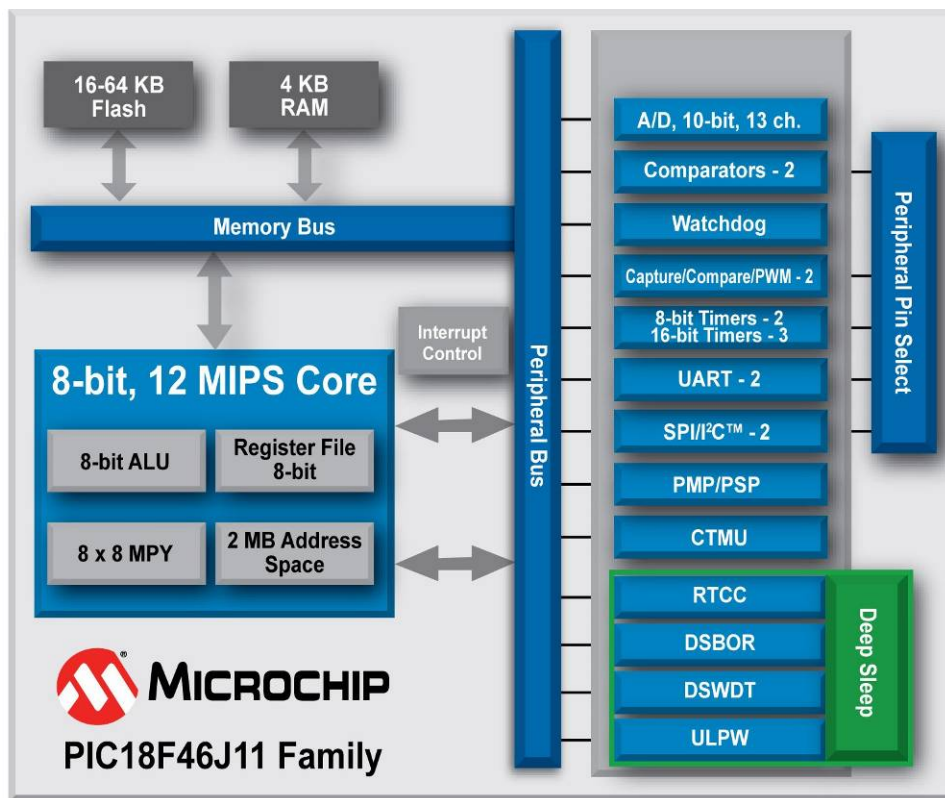 16-64 KB
Flash
4 KB
RAM
Memory Bus
Interrupt
Control
8-bit, 12 MIPS Core
8-bit ALU
Register File
8-bit
8 x 8 MPY
2 MB Address
Space
® MICROCHIP
PIC18F46J11 Family
Peripheral Bus
A/D, 10-bit, 13 ch.
Comparators - 2
Watchdog
Capture/Compare/PWM - 2
8-bit Timers - 2
16-bit Timers - 3
UART - 2
SPI/I²C™ - 2
PMP/PSP
CTMU
RTCC
DSBOR
DSWDT
ULPW
Deep Sleep
Peripheral Pin Select